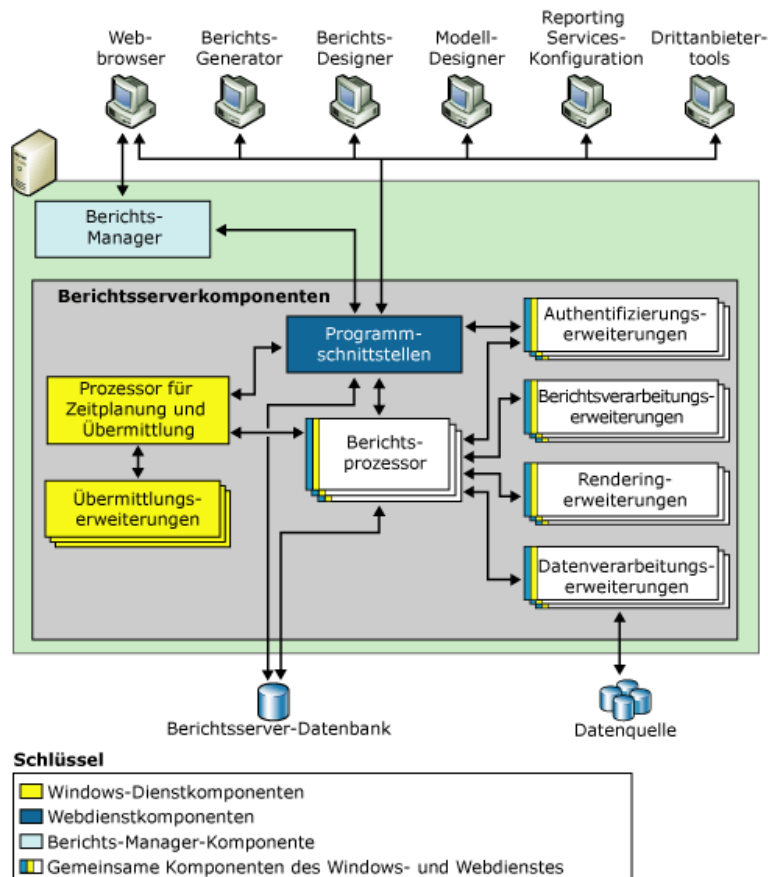 Web-
browser
Berichts-
Generator
Berichts-
Designer
Modell-
Designer
Reporting
Services-
Konfiguration
Drittanbieter-
tools
Berichts-
Manager
Berichtsserverkomponenten
Programm-
schnittstellen
Authentifizierungs-
erweiterungen
Prozessor für
Zeitplanung und
Übermittlung
Berichtsverarbeitungs-
erweiterungen
Berichts-
prozessor
Übermittlungs-
erweiterungen
Rendering-
erweiterungen
Datenverarbeitungs-
erweiterungen
Berichtsserver-Datenbank
Datenquelle
Schlüssel
Windows-Dienstkomponenten
Webdienstkomponenten
Berichts-Manager-Komponente
Gemeinsame Komponenten des Windows- und Webdienstes